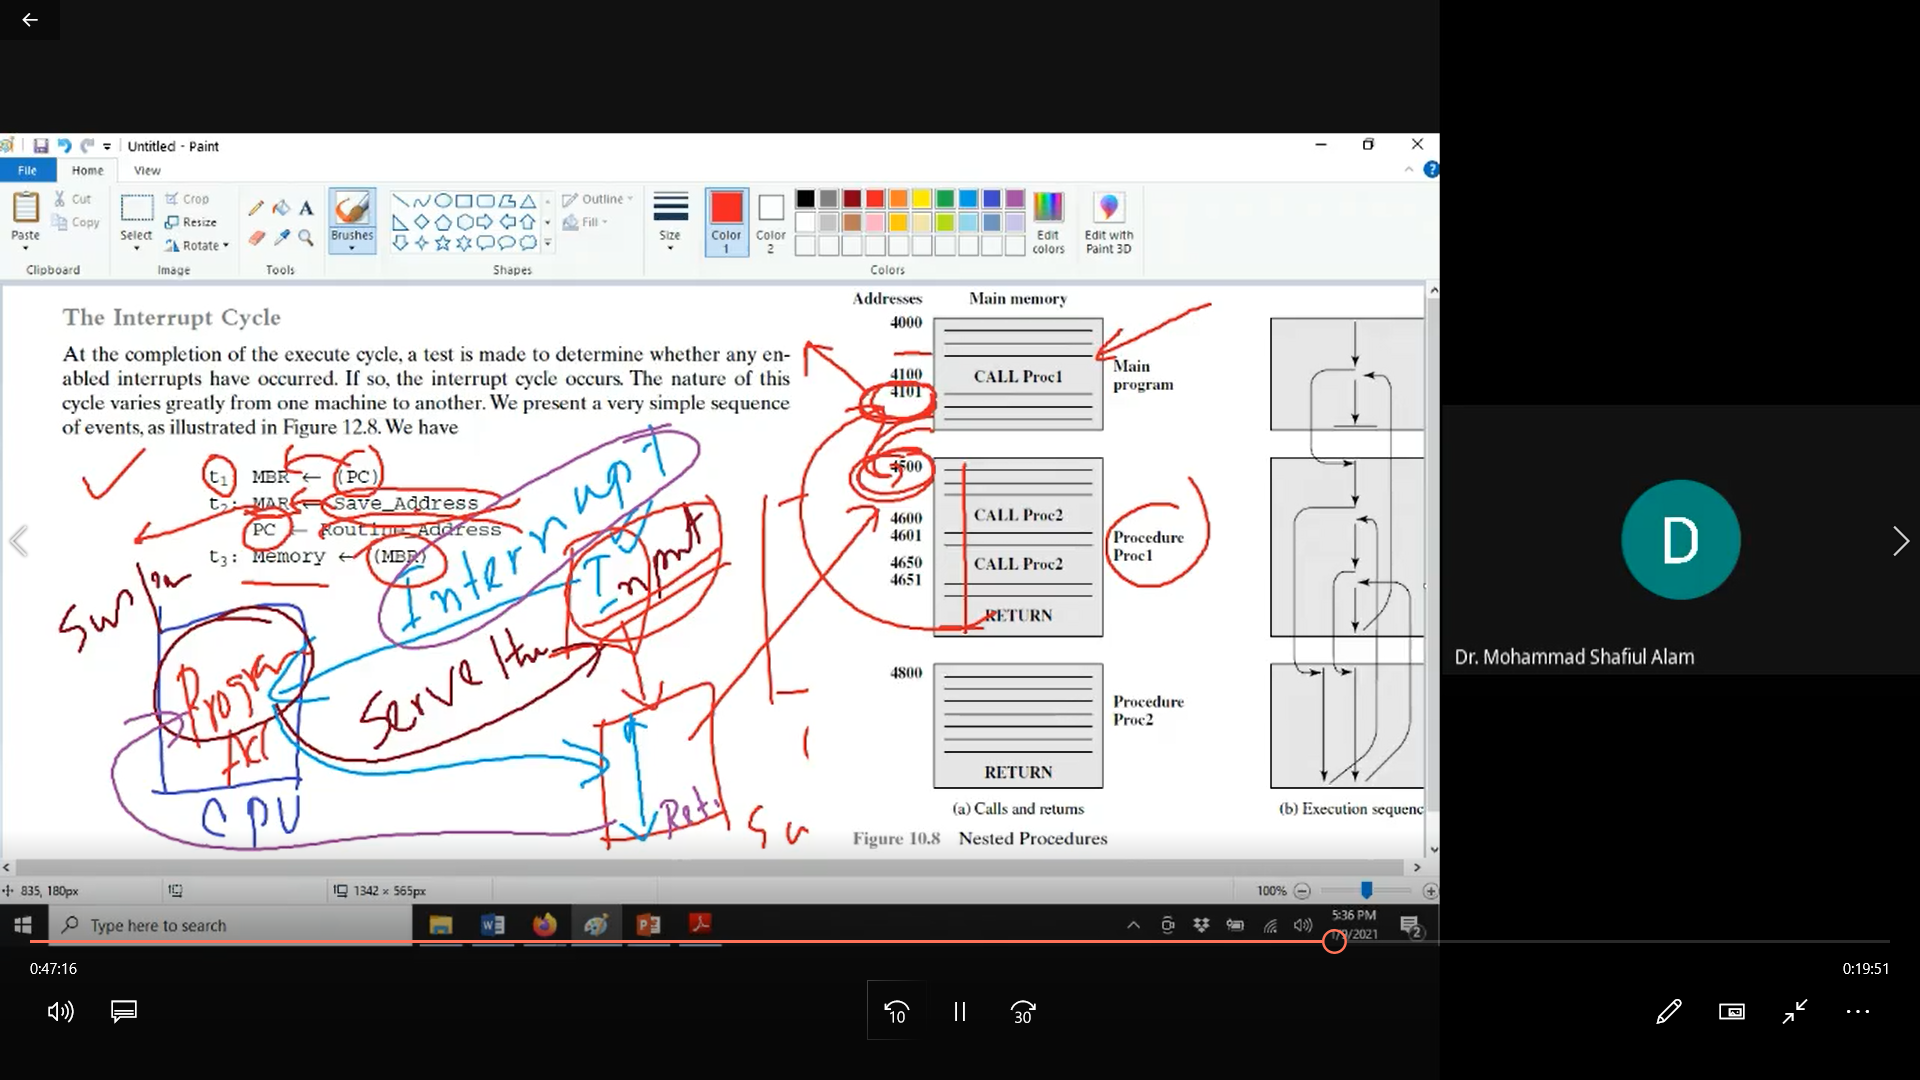 Untitled - Paint
File Home View
Paste
Cut
Copy
Clipboard
Select
Crop
Resize
Rotate
Image
Tools
Brushes
Shapes
Outline
Fill
Size
Color 1
Color 2
Colors
Edit colors
Edit with Paint 3D
The Interrupt Cycle
At the completion of the execute cycle, a test is made to determine whether any en-
abled interrupts have occurred. If so, the interrupt cycle occurs. The nature of this
cycle varies greatly from one machine to another. We present a very simple sequence
of events, as illustrated in Figure 12.8. We have
t₁: MBR ← (PC)
t₂: MAR ← Save_Address
PC ← Routine_Address
t₃: Memory ← (MBR)
Interrupt
Input
Program
Serve
CPU
Ret.
Addresses Main memory
4000
4100 CALL Proc1
4101
Main
program
4500
4600 CALL Proc2
4601
4650 CALL Proc2
4651
RETURN
Procedure
Proc1
4800
RETURN
Procedure
Proc2
(a) Calls and returns
(b) Execution sequenc
Figure 10.8 Nested Procedures
835, 180px
1342 × 565px
100%
Type here to search
5:36 PM
1/9/2021
2
0:47:16
0:19:51
10
30
D
Dr. Mohammad Shafiul Alam